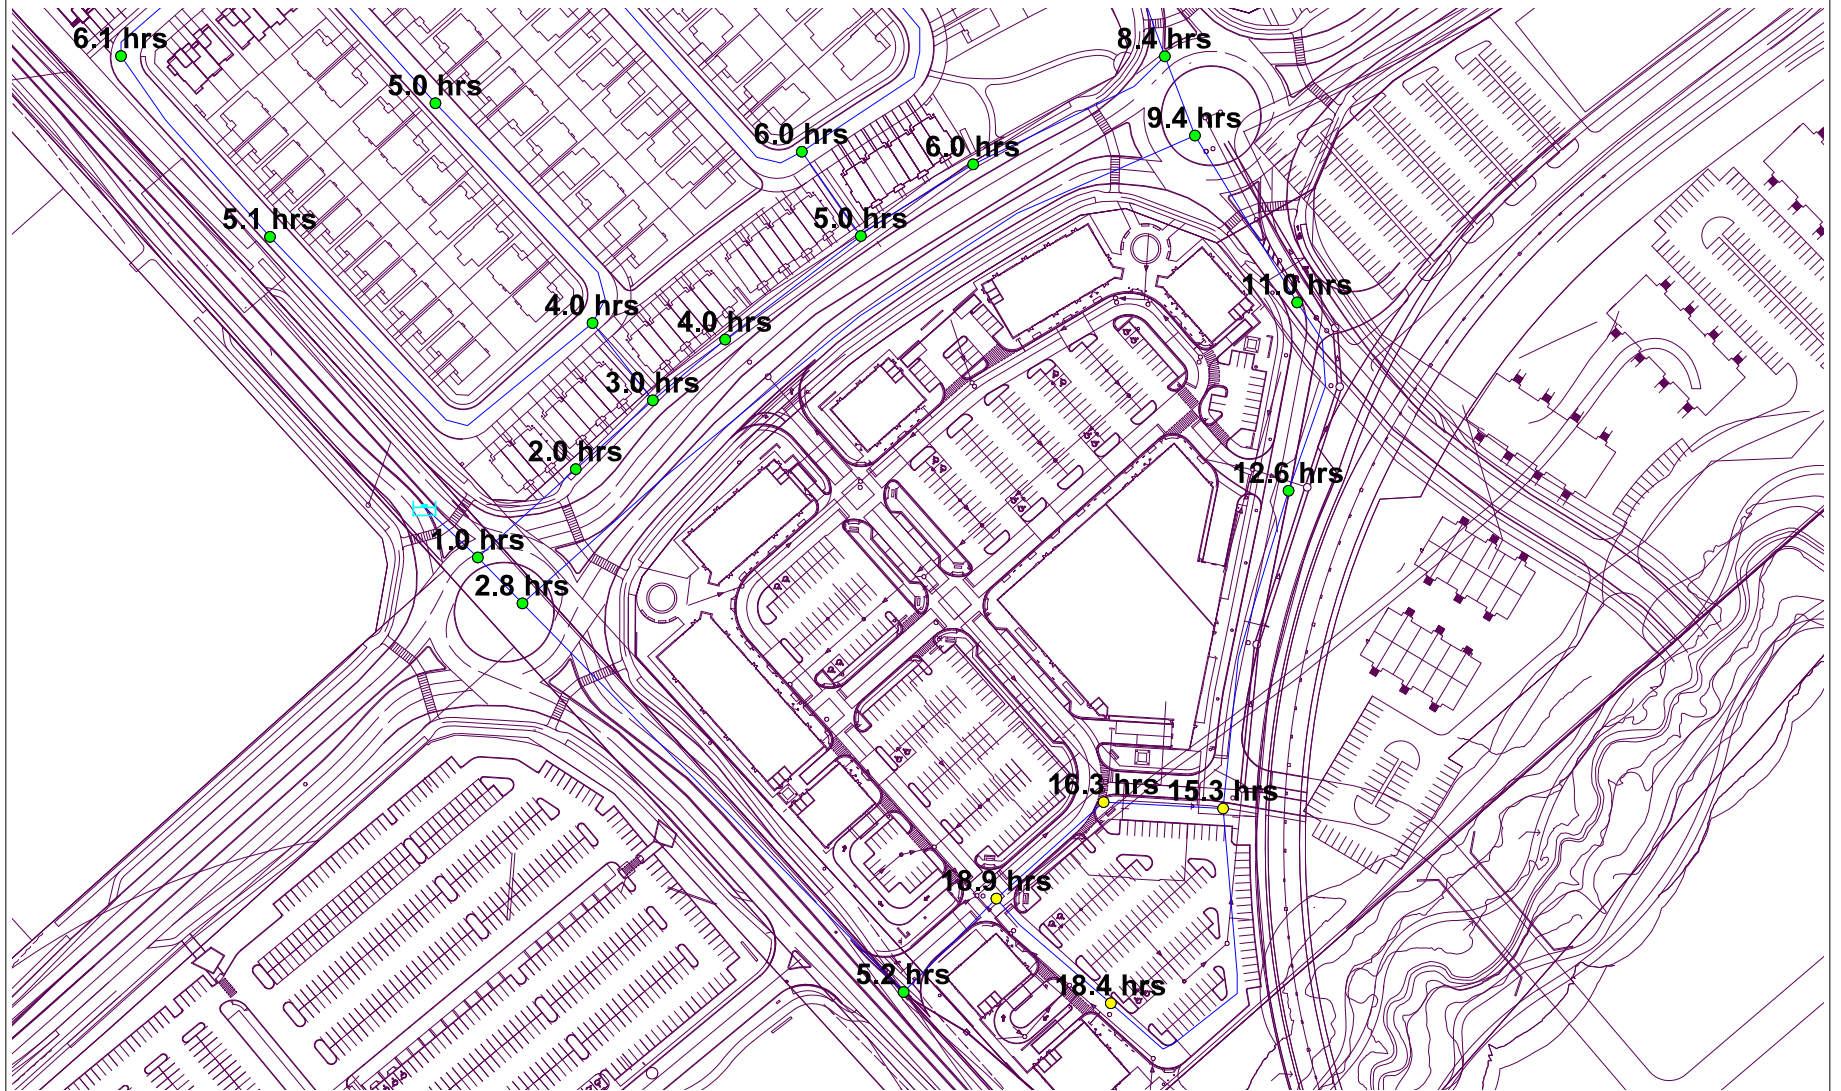 6.1 hrs
8.4 hrs
5.0 hrs
9.4 hrs
6.0 hrs
6.0 hrs
5.1 hrs
5.0 hrs
11.0 hrs
4.0 hrs
4.0 hrs
3.0 hrs
2.0 hrs
12.6 hrs
1.0 hrs
2.8 hrs
16.3 hrs
15.3 hrs
18.9 hrs
5.2 hrs
18.4 hrs